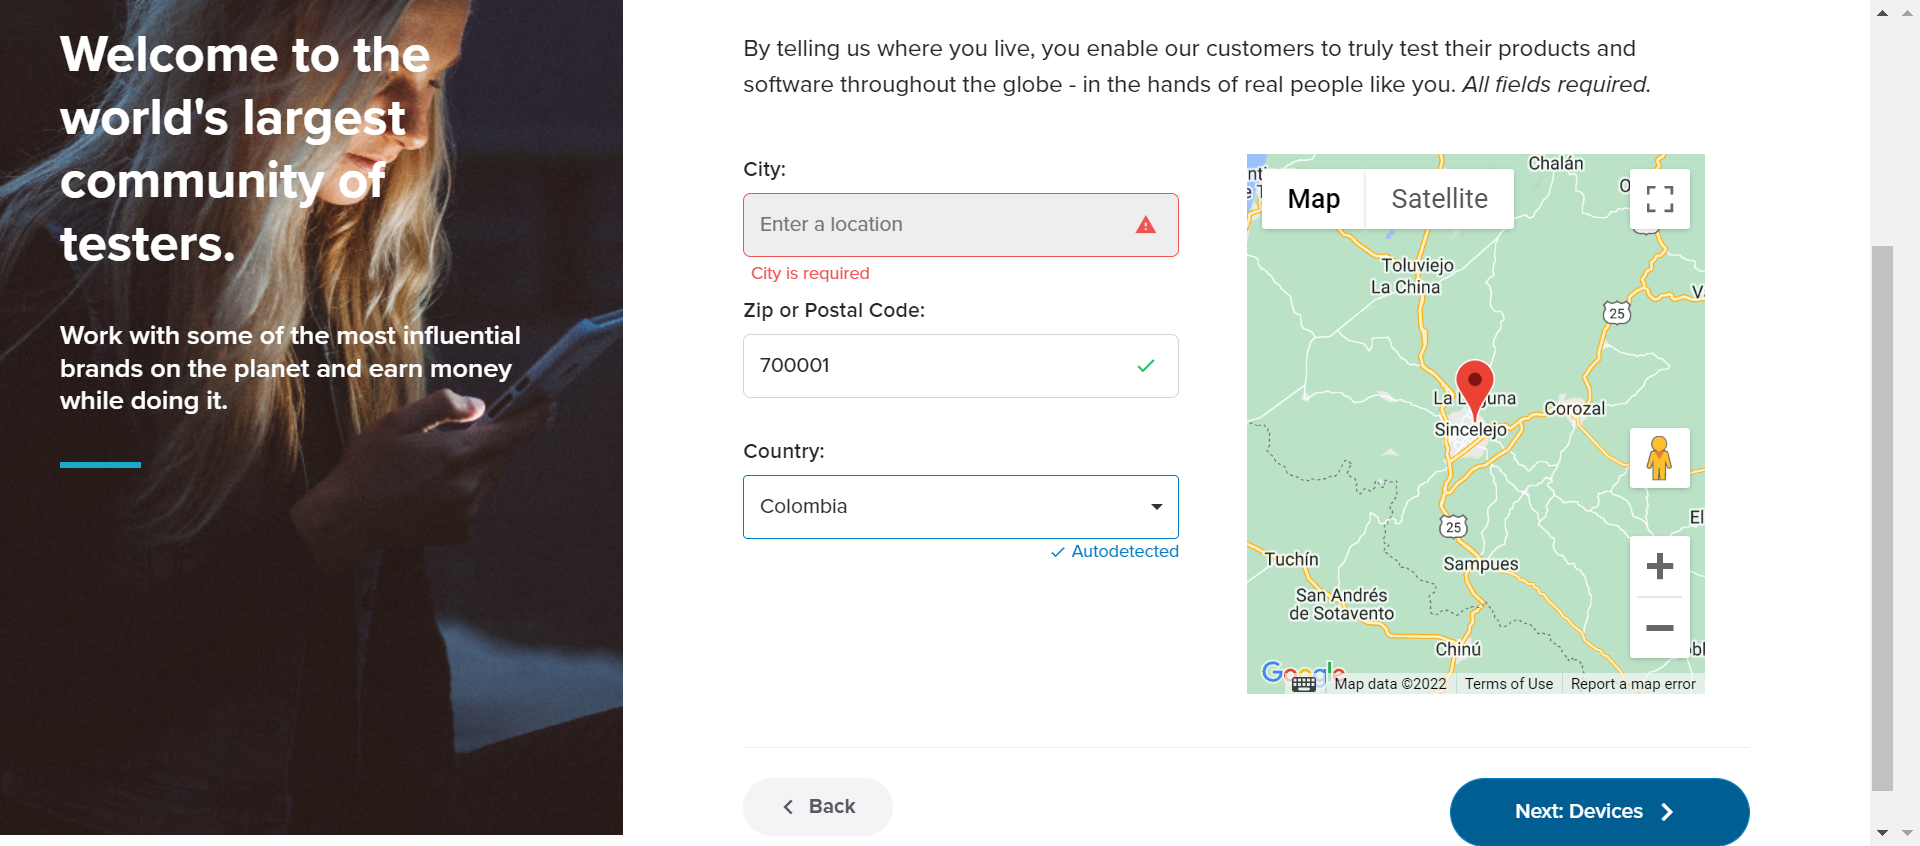 Welcome to the
world's largest
community of
testers.
Work with some of the most influential
brands on the planet and earn money
while doing it.
By telling us where you live, you enable our customers to truly test their products and
software throughout the globe - in the hands of real people like you. All fields required.
City:
Enter a location
City is required
Zip or Postal Code:
700001
Country:
Colombia
Autodetected
Map
Satellite
Chalán
Toluviejo
La China
25
La Laguna
Corozal
Sincelejo
25
Tuchín
Sampues
San Andrés
de Sotavento
Chinú
Google
Map data ©2022
Terms of Use
Report a map error
Back
Next: Devices